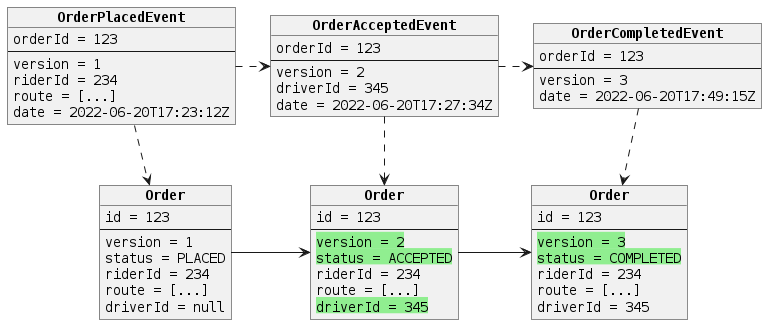 OrderPlacedEvent
orderId = 123
version = 1
riderId = 234
route = [...]
date = 2022-06-20T17:23:12Z
OrderAcceptedEvent
orderId = 123
version = 2
driverId = 345
date = 2022-06-20T17:27:34Z
OrderCompletedEvent
orderId = 123
version = 3
date = 2022-06-20T17:49:15Z
Order
id = 123
version = 1
status = PLACED
riderId = 234
route = [...]
driverId = null
Order
id = 123
version = 2
status = ACCEPTED
riderId = 234
route = [...]
driverId = 345
Order
id = 123
version = 3
status = COMPLETED
riderId = 234
route = [...]
driverId = 345